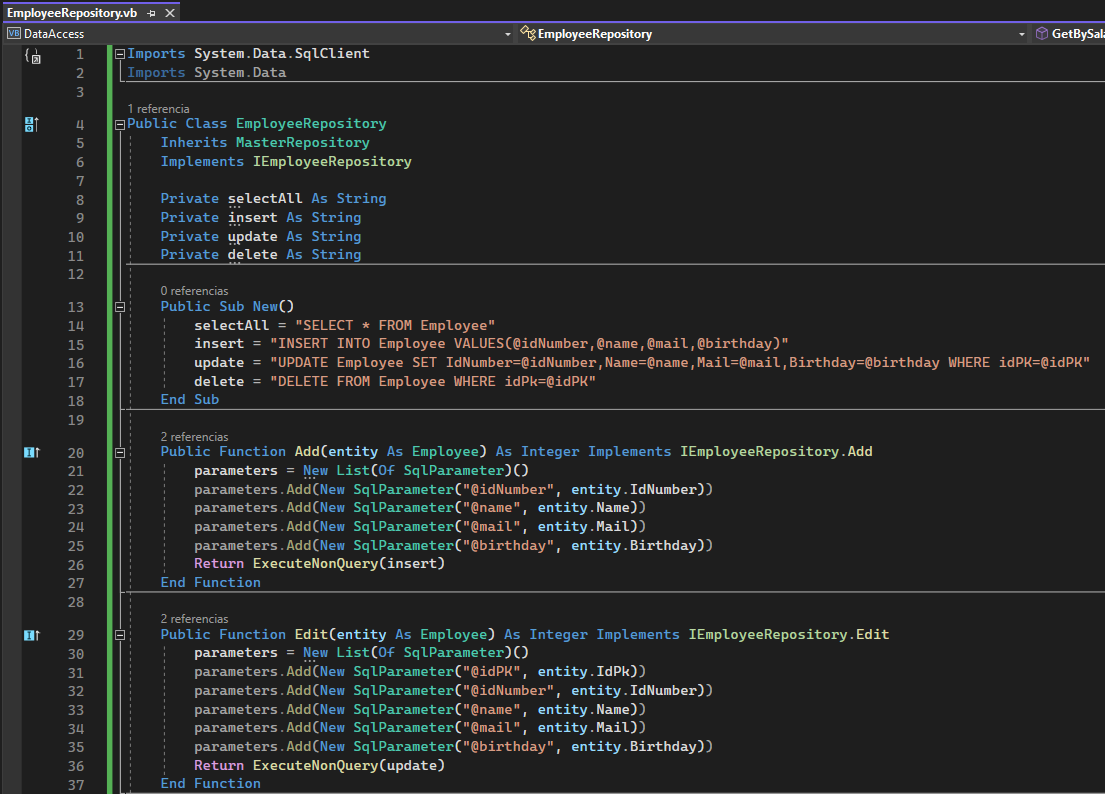 EmployeeRepository.vb
VB DataAccess
EmployeeRepository
GetBySala
1 Imports System.Data.SqlClient
2 Imports System.Data
3
1 referencia
4 Public Class EmployeeRepository
5 Inherits MasterRepository
6 Implements IEmployeeRepository
7
8 Private selectAll As String
9 Private insert As String
10 Private update As String
11 Private delete As String
12
0 referencias
13 Public Sub New()
14 selectAll = "SELECT * FROM Employee"
15 insert = "INSERT INTO Employee VALUES(@idNumber,@name,@mail,@birthday)"
16 update = "UPDATE Employee SET IdNumber=@idNumber,Name=@name,Mail=@mail,Birthday=@birthday WHERE idPK=@idPK"
17 delete = "DELETE FROM Employee WHERE idPk=@idPK"
18 End Sub
19
2 referencias
20 Public Function Add(entity As Employee) As Integer Implements IEmployeeRepository.Add
21 parameters = New List(Of SqlParameter)()
22 parameters.Add(New SqlParameter("@idNumber", entity.IdNumber))
23 parameters.Add(New SqlParameter("@name", entity.Name))
24 parameters.Add(New SqlParameter("@mail", entity.Mail))
25 parameters.Add(New SqlParameter("@birthday", entity.Birthday))
26 Return ExecuteNonQuery(insert)
27 End Function
28
2 referencias
29 Public Function Edit(entity As Employee) As Integer Implements IEmployeeRepository.Edit
30 parameters = New List(Of SqlParameter)()
31 parameters.Add(New SqlParameter("@idPK", entity.IdPk))
32 parameters.Add(New SqlParameter("@idNumber", entity.IdNumber))
33 parameters.Add(New SqlParameter("@name", entity.Name))
34 parameters.Add(New SqlParameter("@mail", entity.Mail))
35 parameters.Add(New SqlParameter("@birthday", entity.Birthday))
36 Return ExecuteNonQuery(update)
37 End Function